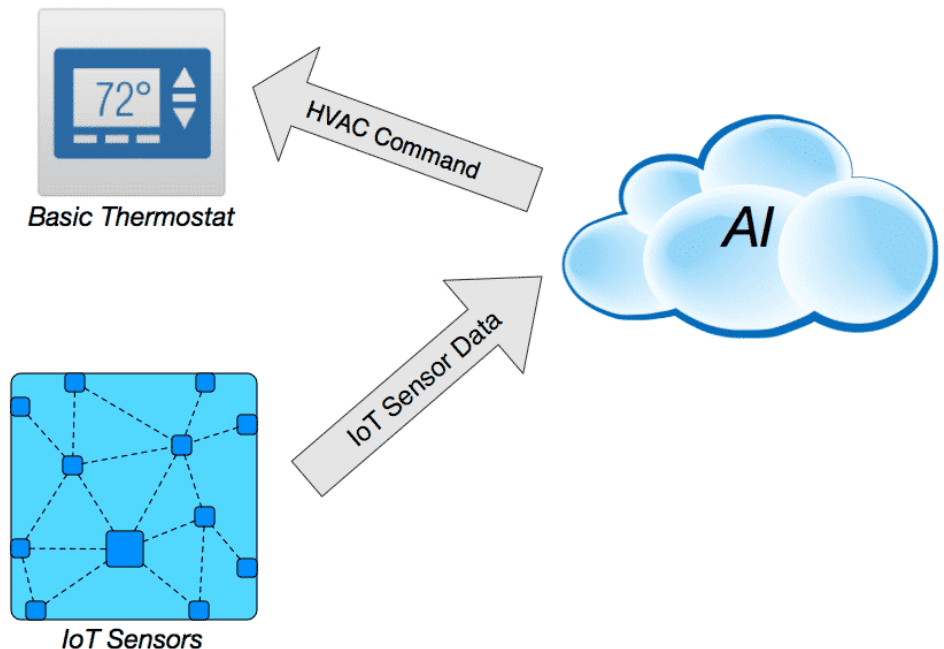 72°
HVAC Command
Basic Thermostat
AI
IoT Sensor Data
IoT Sensors